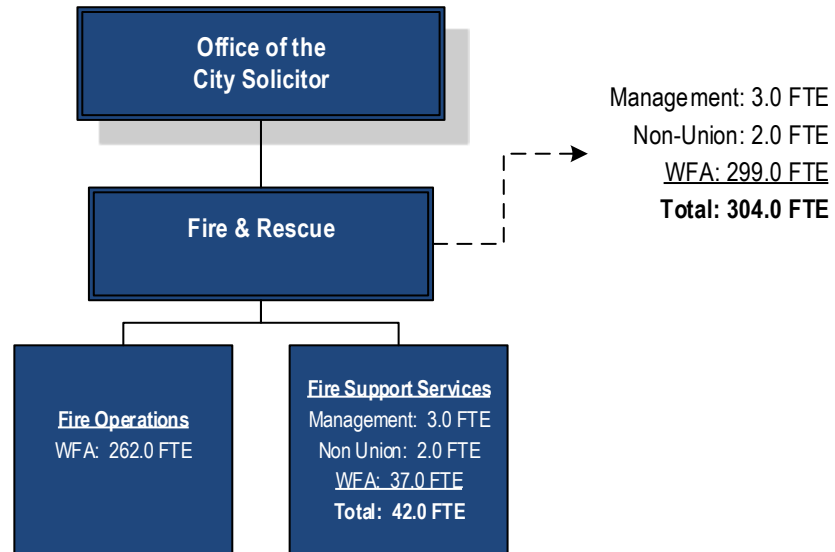 Office of the
City Solicitor
Management: 3.0 FTE
Non-Union: 2.0 FTE
WFA: 299.0 FTE
Total: 304.0 FTE
Fire & Rescue
Fire Operations
WFA: 262.0 FTE
Fire Support Services
Management: 3.0 FTE
Non Union: 2.0 FTE
WFA: 37.0 FTE
Total: 42.0 FTE